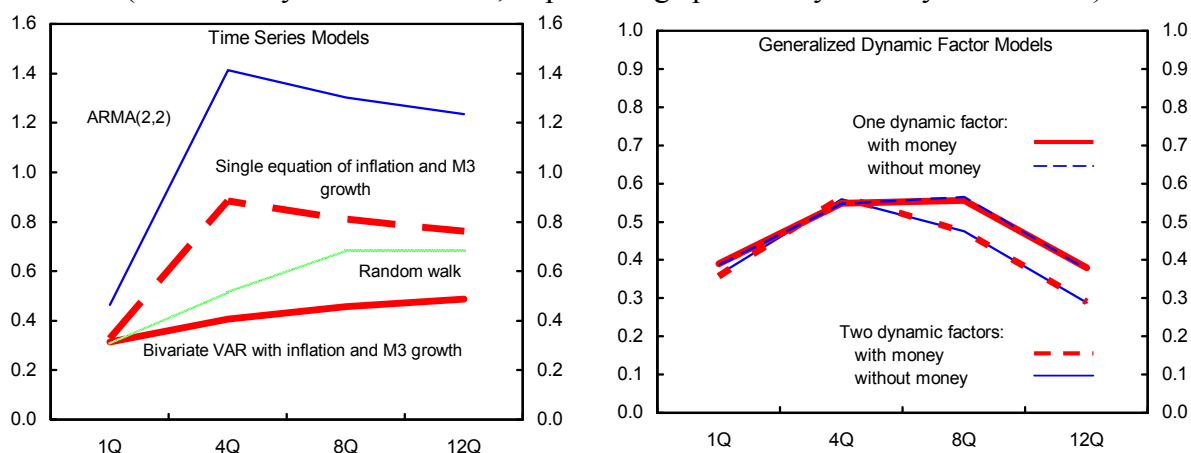 Time Series Models
1.6 1.6
1.4 1.4
1.2 1.2
1.0 1.0
0.8 0.8
0.6 0.6
0.4 0.4
0.2 0.2
0.0 0.0
ARMA(2,2)
Single equation of inflation and M3
growth
Random walk
Bivariate VAR with inflation and M3 growth
1Q 4Q 8Q 12Q
Generalized Dynamic Factor Models
1.0 1.0
0.9 0.9
0.8 0.8
0.7 0.7
0.6 0.6
0.5 0.5
0.4 0.4
0.3 0.3
0.2 0.2
0.1 0.1
0.0 0.0
One dynamic factor:
with money
without money
Two dynamic factors:
with money
without money
1Q 4Q 8Q 12Q